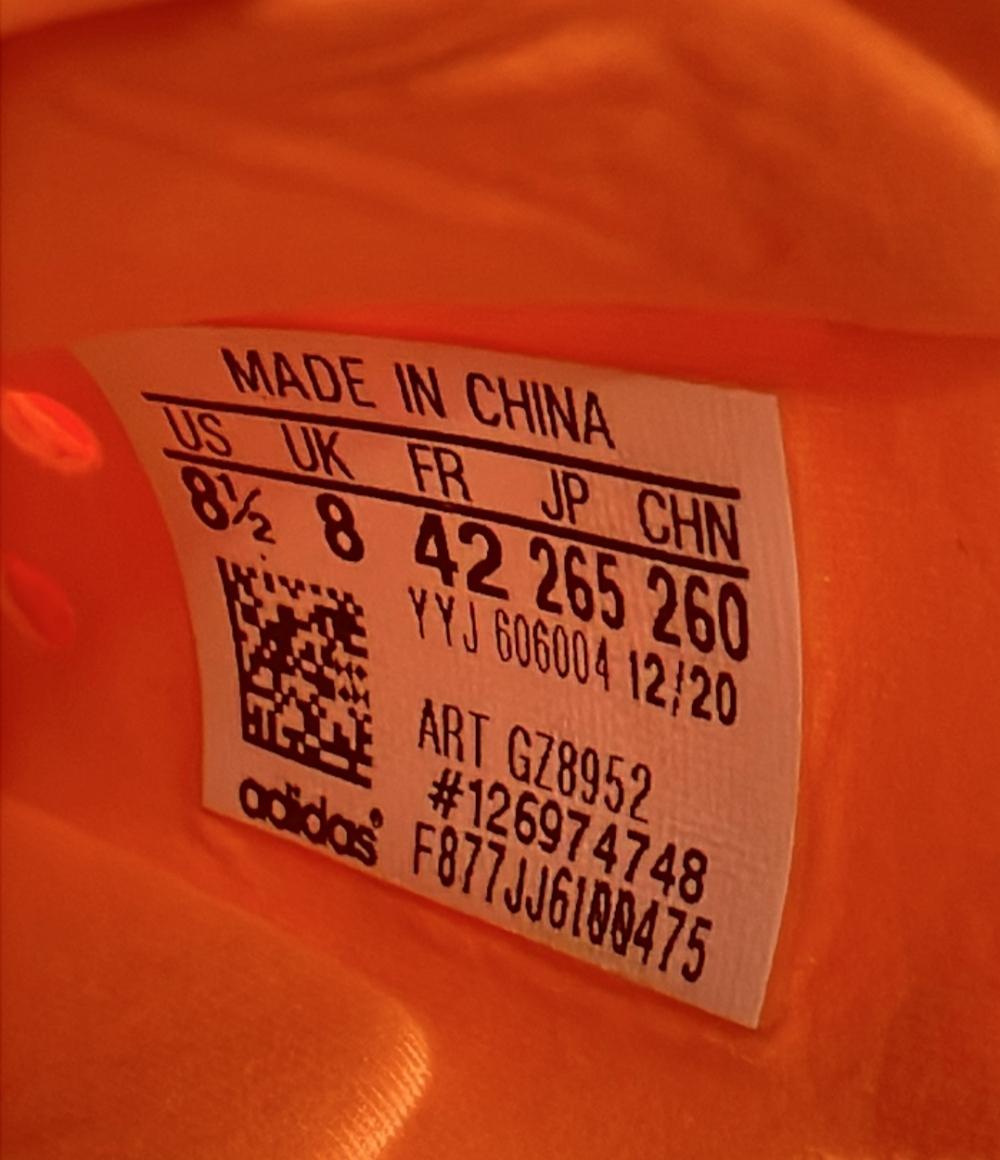 MADE IN CHINA
US UK FR JP CHN
8½ 8 42 265 260
YYJ 606004 12/20
ART GZ8952
#126974748
F877JJ6I00475
adidas®